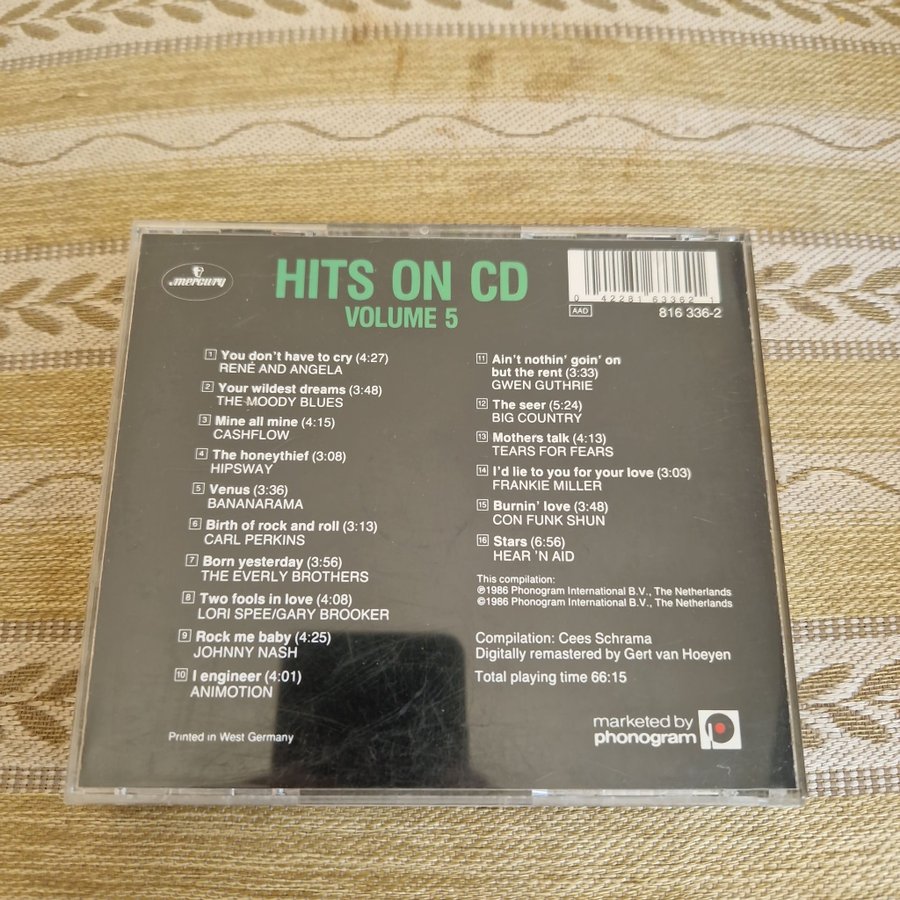 mercury
HITS ON CD
VOLUME 5
0 42281 63362 1
AAD
816 336-2
1 You don't have to cry (4:27)
RENÉ AND ANGELA
2 Your wildest dreams (3:48)
THE MOODY BLUES
3 Mine all mine (4:15)
CASHFLOW
4 The honeythief (3:08)
HIPSWAY
5 Venus (3:36)
BANANARAMA
6 Birth of rock and roll (3:13)
CARL PERKINS
7 Born yesterday (3:56)
THE EVERLY BROTHERS
8 Two fools in love (4:08)
LORI SPEE/GARY BROOKER
9 Rock me baby (4:25)
JOHNNY NASH
10 I engineer (4:01)
ANIMOTION
Printed in West Germany
11 Ain't nothin' goin' on
but the rent (3:33)
GWEN GUTHRIE
12 The seer (5:24)
BIG COUNTRY
13 Mothers talk (4:13)
TEARS FOR FEARS
14 I'd lie to you for your love (3:03)
FRANKIE MILLER
15 Burnin' love (3:48)
CON FUNK SHUN
16 Stars (6:56)
HEAR 'N AID
This compilation:
℗1986 Phonogram International B.V., The Netherlands
©1986 Phonogram International B.V., The Netherlands
Compilation: Cees Schrama
Digitally remastered by Gert van Hoeyen
Total playing time 66:15
marketed by
phonogram